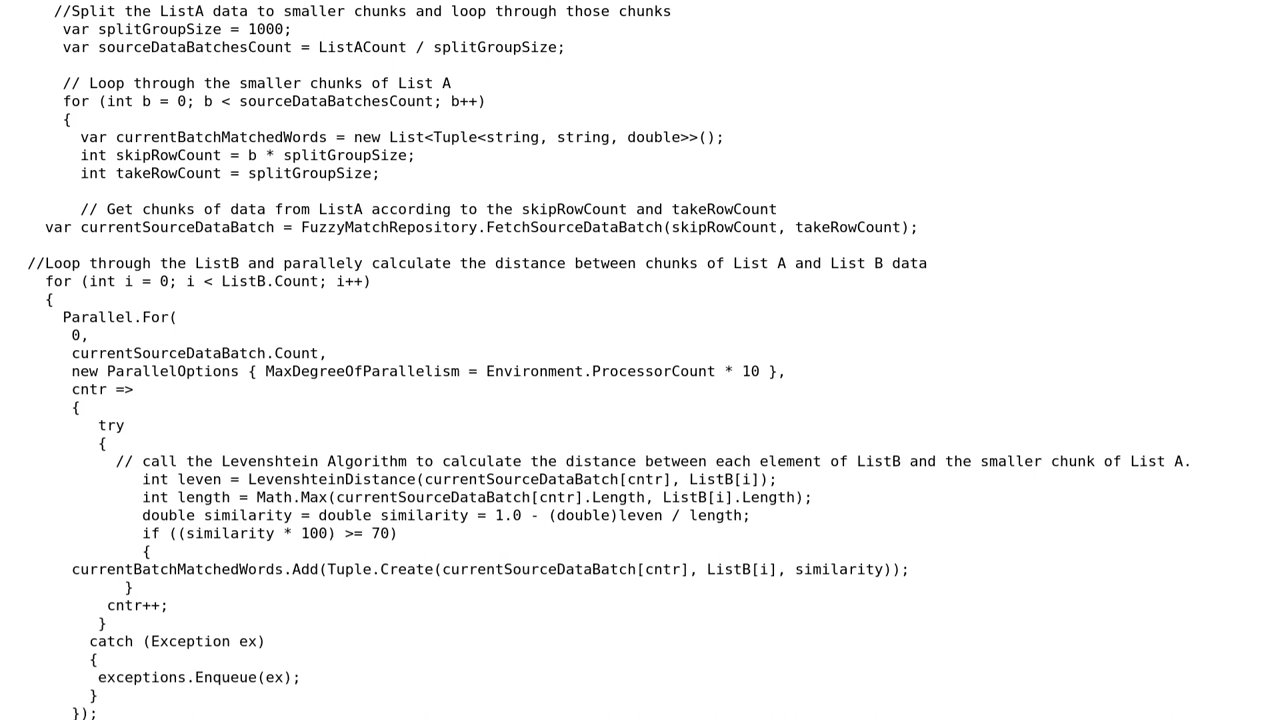 //Split the ListA data to smaller chunks and loop through those chunks
var splitGroupSize = 1000;
var sourceDataBatchesCount = ListACount / splitGroupSize;
// Loop through the smaller chunks of List A
for (int b = 0; b < sourceDataBatchesCount; b++)
{
var currentBatchMatchedWords = new List<Tuple<string, string, double>>();
int skipRowCount = b * splitGroupSize;
int takeRowCount = splitGroupSize;
// Get chunks of data from ListA according to the skipRowCount and takeRowCount
var currentSourceDataBatch = FuzzyMatchRepository.FetchSourceDataBatch(skipRowCount, takeRowCount);
//Loop through the ListB and parallely calculate the distance between chunks of List A and List B data
for (int i = 0; i < ListB.Count; i++)
{
Parallel.For(
0,
currentSourceDataBatch.Count,
new ParallelOptions { MaxDegreeOfParallelism = Environment.ProcessorCount * 10 },
cntr =>
{
try
{
// call the Levenshtein Algorithm to calculate the distance between each element of ListB and the smaller chunk of List A.
int leven = LevenshteinDistance(currentSourceDataBatch[cntr], ListB[i]);
int length = Math.Max(currentSourceDataBatch[cntr].Length, ListB[i].Length);
double similarity = double similarity = 1.0 - (double)leven / length;
if ((similarity * 100) >= 70)
{
currentBatchMatchedWords.Add(Tuple.Create(currentSourceDataBatch[cntr], ListB[i], similarity));
}
cntr++;
}
catch (Exception ex)
{
exceptions.Enqueue(ex);
}
});